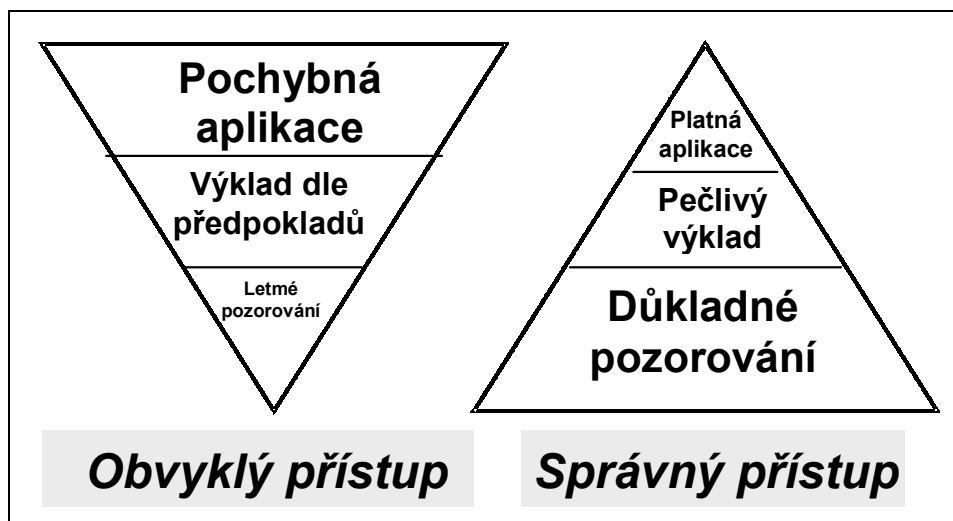 Pochybná
aplikace
Výklad dle
předpokladů
Letmé
pozorování
Obvyklý přístup
Platná
aplikace
Pečlivý
výklad
Důkladné
pozorování
Správný přístup